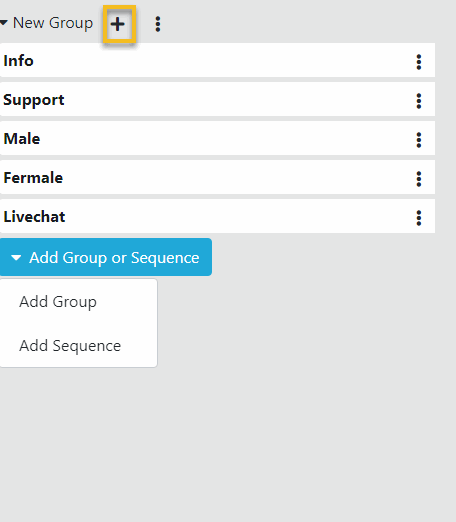 New Group
Info
Support
Male
Fermale
Livechat
Add Group or Sequence
Add Group
Add Sequence